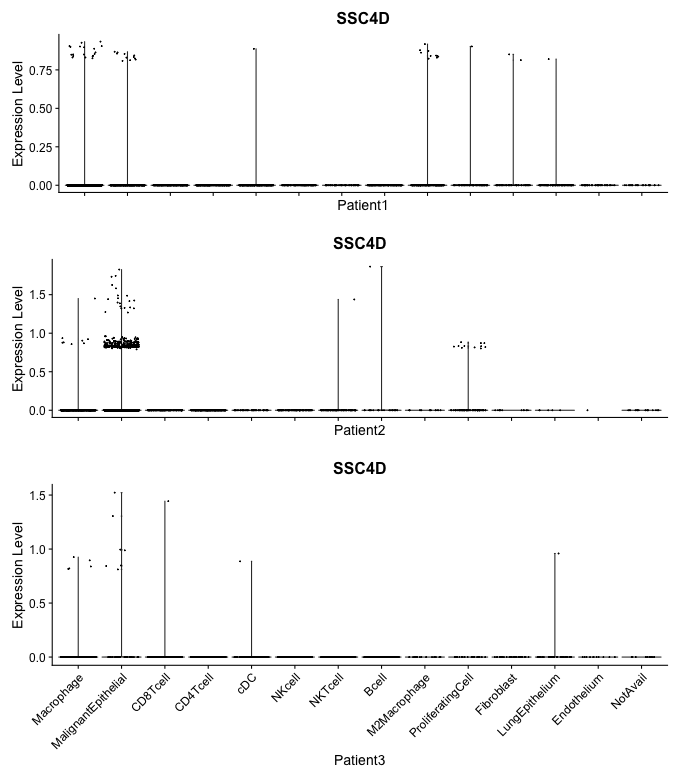 SSC4D
Expression Level
0.75
0.50
0.25
0.00
Patient1
SSC4D
Expression Level
1.5
1.0
0.5
0.0
Patient2
SSC4D
Expression Level
1.5
1.0
0.5
0.0
Macrophage
MalignantEpithelial
CD8Tcell
CD4Tcell
cDC
NKcell
NKTcell
Bcell
M2Macrophage
ProliferatingCell
Fibroblast
LungEpithelium
Endothelium
NotAvail
Patient3